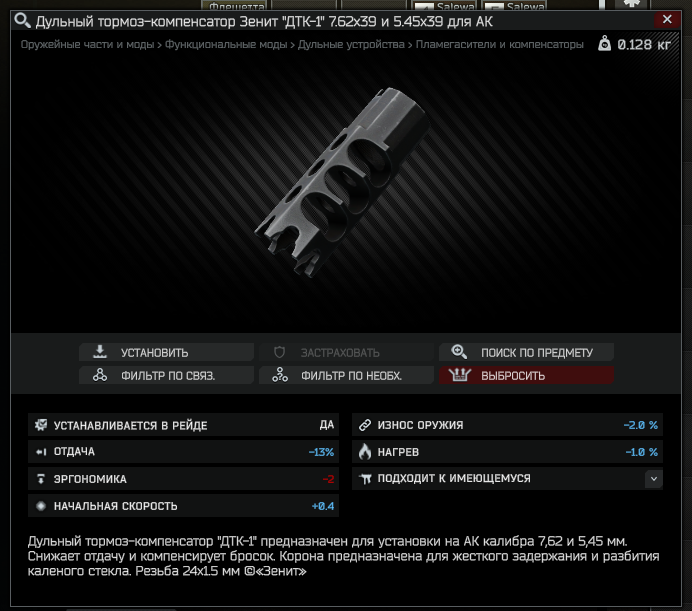 Флешетта
Salewa
Salewa
Дульный тормоз-компенсатор Зенит "ДТК-1" 7.62x39 и 5.45x39 для АК
Оружейные части и моды > Функциональные моды > Дульные устройства > Пламегасители и компенсаторы
0.128 кг
УСТАНОВИТЬ
ЗАСТРАХОВАТЬ
ПОИСК ПО ПРЕДМЕТУ
ФИЛЬТР ПО СВЯЗ.
ФИЛЬТР ПО НЕОБХ.
ВЫБРОСИТЬ
УСТАНАВЛИВАЕТСЯ В РЕЙДЕ ДА
ИЗНОС ОРУЖИЯ -2.0 %
ОТДАЧА -13%
НАГРЕВ -1.0 %
ЭРГОНОМИКА -2
ПОДХОДИТ К ИМЕЮЩЕМУСЯ
НАЧАЛЬНАЯ СКОРОСТЬ +0.4
Дульный тормоз-компенсатор "ДТК-1" предназначен для установки на АК калибра 7,62 и 5,45 мм.
Снижает отдачу и компенсирует бросок. Корона предназначена для жесткого задержания и разбития
каленого стекла. Резьба 24x1.5 мм ©«Зенит»